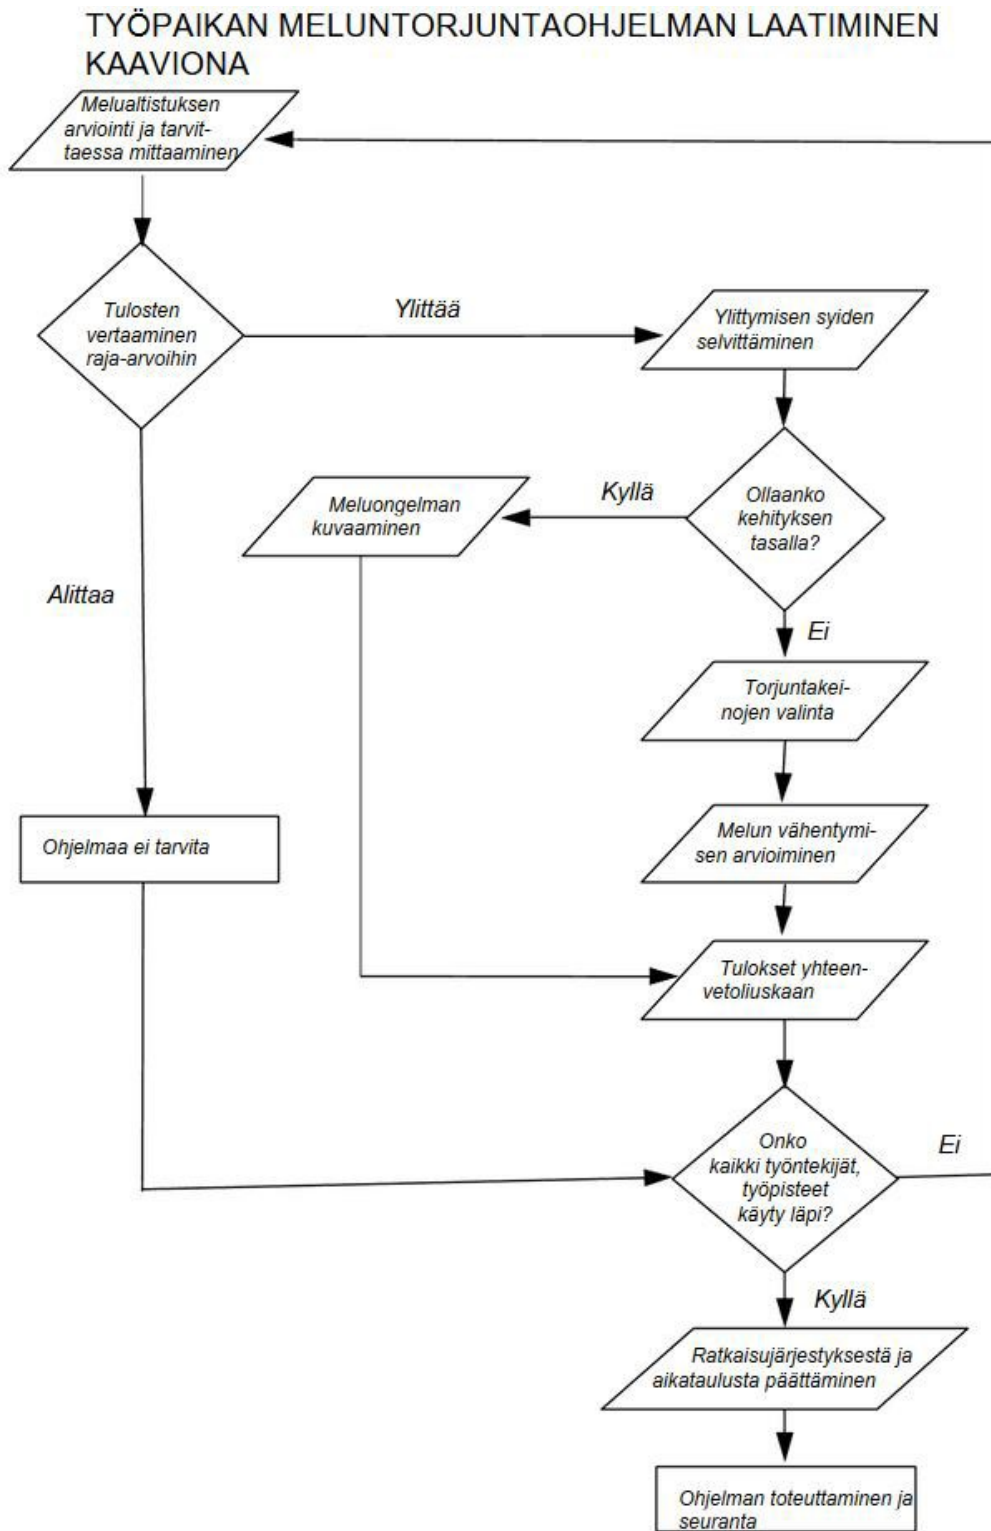 TYÖPAIKAN MELUNTORJUNTAOHJELMAN LAATIMINEN
KAAVIONA
Melualtistuksen
arviointi ja tarvit-
taessa mittaaminen
Tulosten
vertaaminen
raja-arvoihin
Ylittää
Ylittymisen syiden
selvittäminen
Meluongelman
kuvaaminen
Kyllä
Ollaanko
kehityksen
tasalla?
Alittaa
Ei
Torjuntakei-
nojen valinta
Ohjelmaa ei tarvita
Melun vähentymi-
sen arvioiminen
Tulokset yhteen-
vetoliuskaan
Onko
kaikki työntekijät,
työpisteet
käyty läpi?
Ei
Kyllä
Ratkaisujärjestyksestä ja
aikataulusta päättäminen
Ohjelman toteuttaminen ja
seuranta